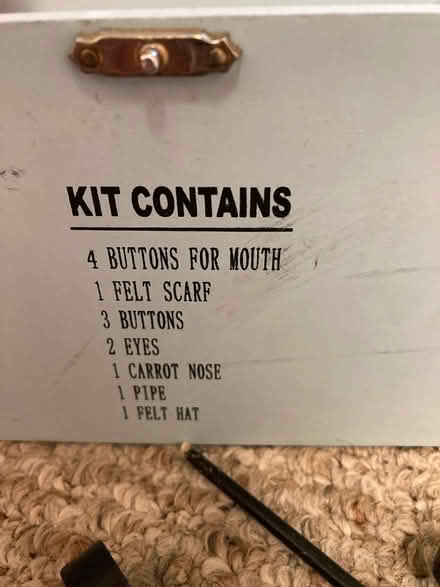 KIT CONTAINS
4 BUTTONS FOR MOUTH
1 FELT SCARF
3 BUTTONS
2 EYES
1 CARROT NOSE
1 PIPE
1 FELT HAT